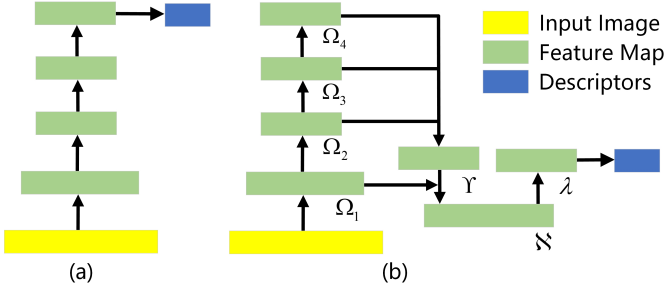 Input Image
Feature Map
Descriptors
Ω₄
Ω₃
Ω₂
Ω₁
ϒ
λ
ℵ
(a)
(b)